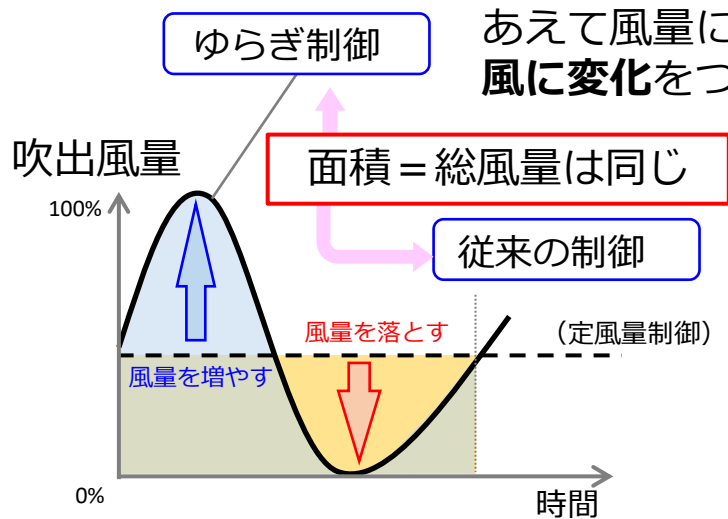 ゆらぎ制御
あえて風量に
風に変化をつ
吹出風量
面積＝総風量は同じ
100%
従来の制御
風量を落とす
（定風量制御）
風量を増やす
0%
時間